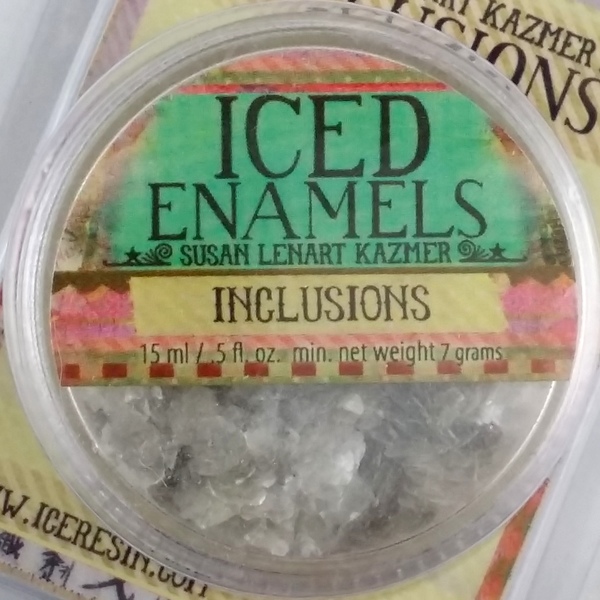 KAZMER
ICED
ENAMELS
SUSAN LENART KAZMER
INCLUSIONS
15 ml / .5 fl. oz. min. net weight 7 grams
WWW.ICERESIN.COM